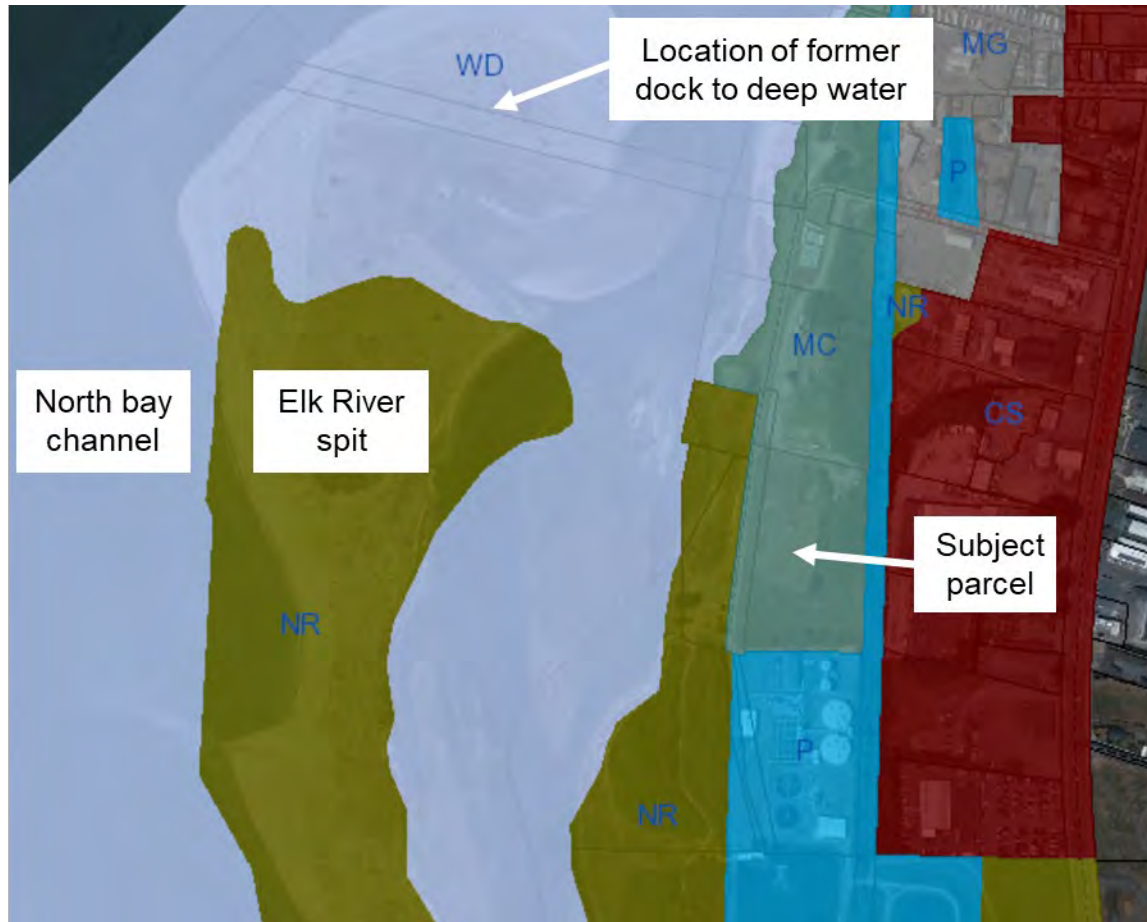 WD
Location of former
dock to deep water
MG
P
NR
MC
North bay
channel
Elk River
spit
CS
Subject
parcel
NR
P
NR